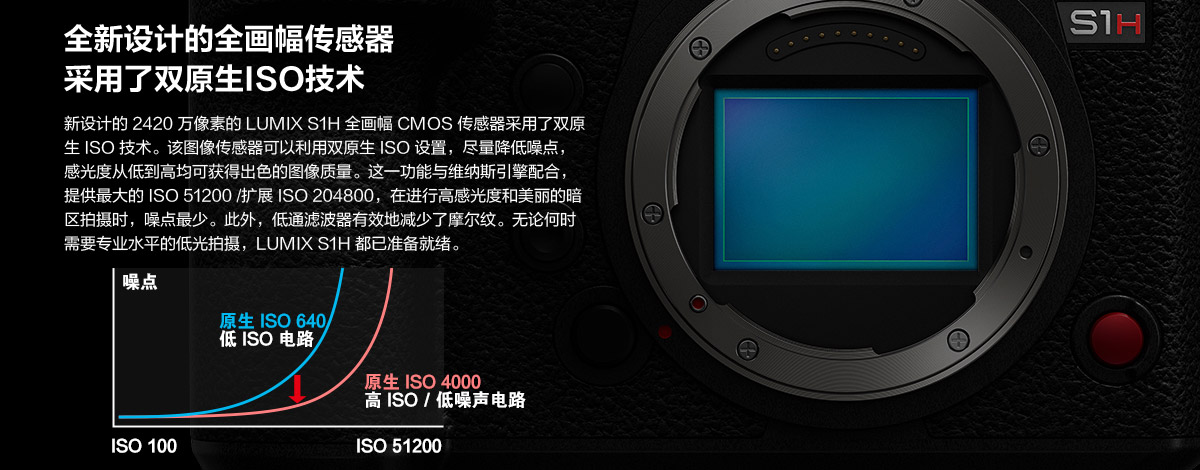 全新设计的全画幅传感器
采用了双原生ISO技术
S1H
新设计的 2420 万像素的 LUMIX S1H 全画幅 CMOS 传感器采用了双原
生 ISO 技术。该图像传感器可以利用双原生 ISO 设置，尽量降低噪点，
感光度从低到高均可获得出色的图像质量。这一功能与维纳斯引擎配合，
提供最大的 ISO 51200 /扩展 ISO 204800，在进行高感光度和美丽的暗
区拍摄时，噪点最少。此外，低通滤波器有效地减少了摩尔纹。无论何时
需要专业水平的低光拍摄，LUMIX S1H 都已准备就绪。
噪点
原生 ISO 640
低 ISO 电路
原生 ISO 4000
高 ISO / 低噪声电路
ISO 100
ISO 51200